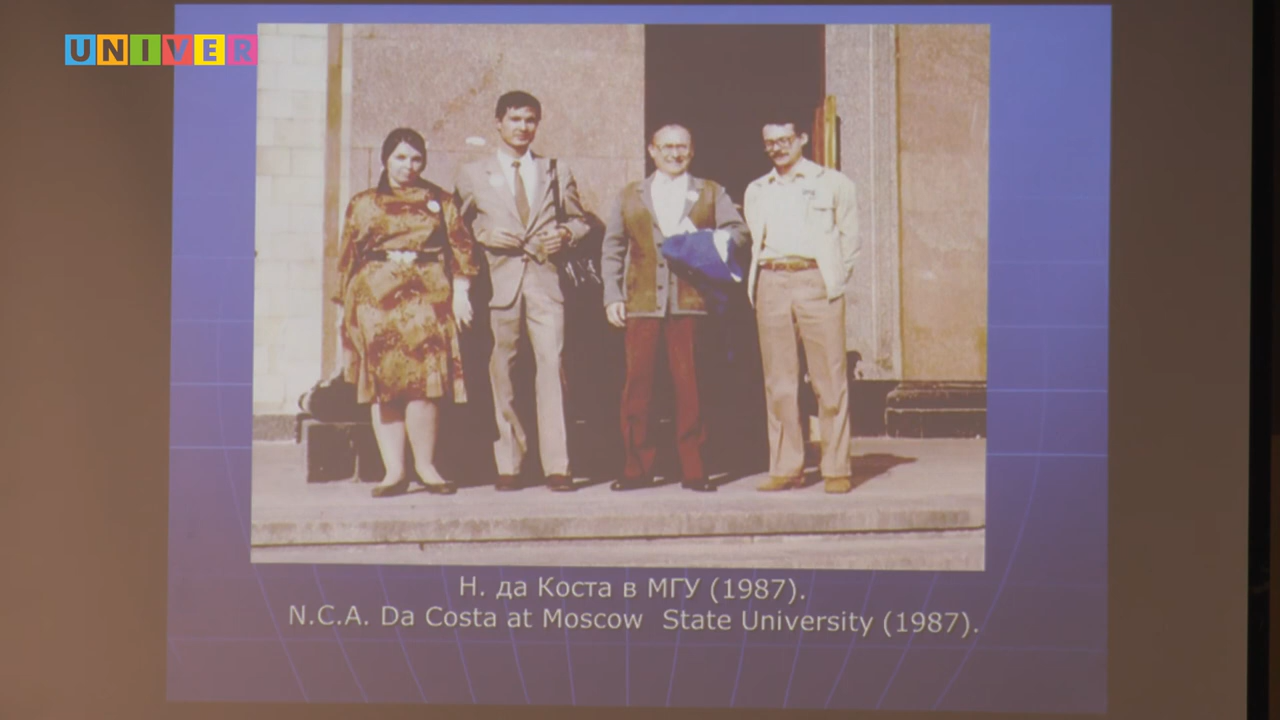 UNIVER
Н. да Коста в МГУ (1987).
N.C.A. Da Costa at Moscow State University (1987).